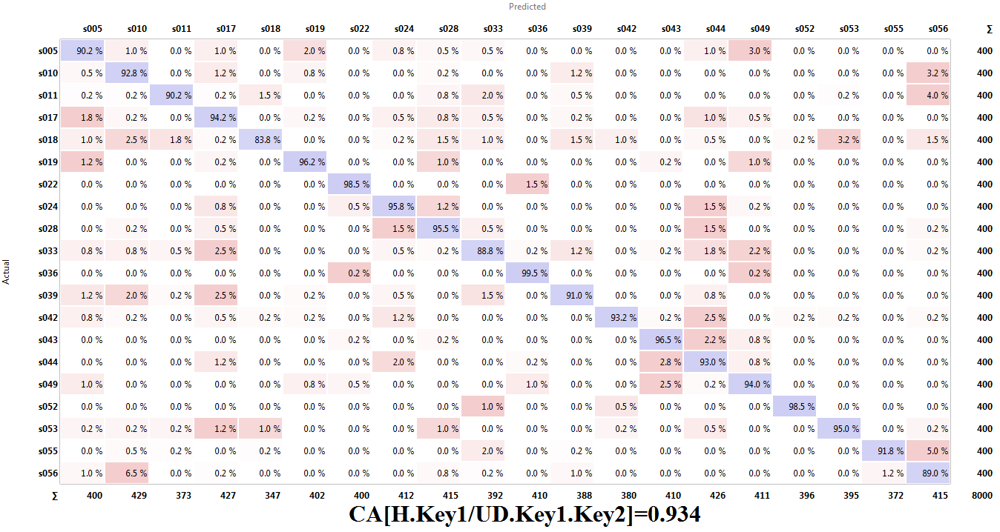 Predicted
s005 s010 s011 s017 s018 s019 s022 s024 s028 s033 s036 s039 s042 s043 s044 s049 s052 s053 s055 s056 Σ
s005 90.2 % 1.0 % 0.0 % 1.0 % 0.0 % 2.0 % 0.0 % 0.8 % 0.5 % 0.5 % 0.0 % 0.0 % 0.0 % 0.0 % 1.0 % 3.0 % 0.0 % 0.0 % 0.0 % 0.0 % 400
s010 0.5 % 92.8 % 0.0 % 1.2 % 0.0 % 0.8 % 0.0 % 0.0 % 0.2 % 0.0 % 0.0 % 1.2 % 0.0 % 0.0 % 0.0 % 0.0 % 0.0 % 0.0 % 0.0 % 3.2 % 400
s011 0.2 % 0.2 % 90.2 % 0.2 % 1.5 % 0.0 % 0.0 % 0.0 % 0.8 % 2.0 % 0.0 % 0.5 % 0.0 % 0.0 % 0.0 % 0.0 % 0.0 % 0.2 % 0.0 % 4.0 % 400
s017 1.8 % 0.2 % 0.0 % 94.2 % 0.0 % 0.2 % 0.0 % 0.5 % 0.8 % 0.5 % 0.0 % 0.2 % 0.0 % 0.0 % 1.0 % 0.5 % 0.0 % 0.0 % 0.0 % 0.0 % 400
s018 1.0 % 2.5 % 1.8 % 0.2 % 83.8 % 0.0 % 0.0 % 0.2 % 1.5 % 1.0 % 0.0 % 1.5 % 1.0 % 0.0 % 0.5 % 0.0 % 0.2 % 3.2 % 0.0 % 1.5 % 400
s019 1.2 % 0.0 % 0.0 % 0.2 % 0.0 % 96.2 % 0.0 % 0.0 % 1.0 % 0.0 % 0.0 % 0.0 % 0.0 % 0.2 % 0.0 % 1.0 % 0.0 % 0.0 % 0.0 % 0.0 % 400
s022 0.0 % 0.0 % 0.0 % 0.0 % 0.0 % 0.0 % 98.5 % 0.0 % 0.0 % 0.0 % 1.5 % 0.0 % 0.0 % 0.0 % 0.0 % 0.0 % 0.0 % 0.0 % 0.0 % 0.0 % 400
s024 0.0 % 0.0 % 0.0 % 0.8 % 0.0 % 0.0 % 0.5 % 95.8 % 1.2 % 0.0 % 0.0 % 0.0 % 0.0 % 0.0 % 1.5 % 0.2 % 0.0 % 0.0 % 0.0 % 0.0 % 400
s028 0.0 % 0.2 % 0.0 % 0.5 % 0.0 % 0.0 % 0.0 % 1.5 % 95.5 % 0.5 % 0.0 % 0.0 % 0.0 % 0.0 % 1.5 % 0.0 % 0.0 % 0.0 % 0.0 % 0.2 % 400
s033 0.8 % 0.8 % 0.5 % 2.5 % 0.0 % 0.0 % 0.0 % 0.5 % 0.2 % 88.8 % 0.2 % 1.2 % 0.0 % 0.2 % 1.8 % 2.2 % 0.0 % 0.0 % 0.0 % 0.2 % 400
s036 0.0 % 0.0 % 0.0 % 0.0 % 0.0 % 0.0 % 0.2 % 0.0 % 0.0 % 0.0 % 99.5 % 0.0 % 0.0 % 0.0 % 0.0 % 0.2 % 0.0 % 0.0 % 0.0 % 0.0 % 400
s039 1.2 % 2.0 % 0.2 % 2.5 % 0.0 % 0.2 % 0.0 % 0.5 % 0.0 % 1.5 % 0.0 % 91.0 % 0.0 % 0.0 % 0.8 % 0.0 % 0.0 % 0.0 % 0.0 % 0.0 % 400
s042 0.8 % 0.2 % 0.0 % 0.5 % 0.2 % 0.2 % 0.0 % 1.2 % 0.0 % 0.0 % 0.0 % 0.0 % 93.2 % 0.2 % 2.5 % 0.0 % 0.2 % 0.2 % 0.0 % 0.2 % 400
s043 0.0 % 0.0 % 0.0 % 0.0 % 0.0 % 0.0 % 0.2 % 0.0 % 0.2 % 0.0 % 0.0 % 0.0 % 0.0 % 96.5 % 2.2 % 0.8 % 0.0 % 0.0 % 0.0 % 0.0 % 400
s044 0.0 % 0.0 % 0.0 % 1.2 % 0.0 % 0.0 % 0.0 % 2.0 % 0.0 % 0.0 % 0.2 % 0.0 % 0.0 % 2.8 % 93.0 % 0.8 % 0.0 % 0.0 % 0.0 % 0.0 % 400
s049 1.0 % 0.0 % 0.0 % 0.0 % 0.0 % 0.8 % 0.5 % 0.0 % 0.0 % 0.0 % 1.0 % 0.0 % 0.0 % 2.5 % 0.2 % 94.0 % 0.0 % 0.0 % 0.0 % 0.0 % 400
s052 0.0 % 0.0 % 0.0 % 0.0 % 0.0 % 0.0 % 0.0 % 0.0 % 0.0 % 1.0 % 0.0 % 0.0 % 0.5 % 0.0 % 0.0 % 0.0 % 98.5 % 0.0 % 0.0 % 0.0 % 400
s053 0.2 % 0.2 % 0.2 % 1.2 % 1.0 % 0.0 % 0.0 % 0.0 % 1.0 % 0.0 % 0.0 % 0.0 % 0.2 % 0.0 % 0.5 % 0.0 % 0.0 % 95.0 % 0.0 % 0.2 % 400
s055 0.0 % 0.5 % 0.2 % 0.0 % 0.2 % 0.0 % 0.0 % 0.0 % 0.0 % 2.0 % 0.0 % 0.2 % 0.0 % 0.0 % 0.0 % 0.0 % 0.0 % 0.0 % 91.8 % 5.0 % 400
s056 1.0 % 6.5 % 0.0 % 0.2 % 0.0 % 0.0 % 0.0 % 0.0 % 0.8 % 0.2 % 0.0 % 1.0 % 0.0 % 0.0 % 0.0 % 0.0 % 0.0 % 0.0 % 1.2 % 89.0 % 400
Σ 400 429 373 427 347 402 400 412 415 392 410 388 380 410 426 411 396 395 372 415 8000
Actual
CA[H.Key1/UD.Key1.Key2]=0.934